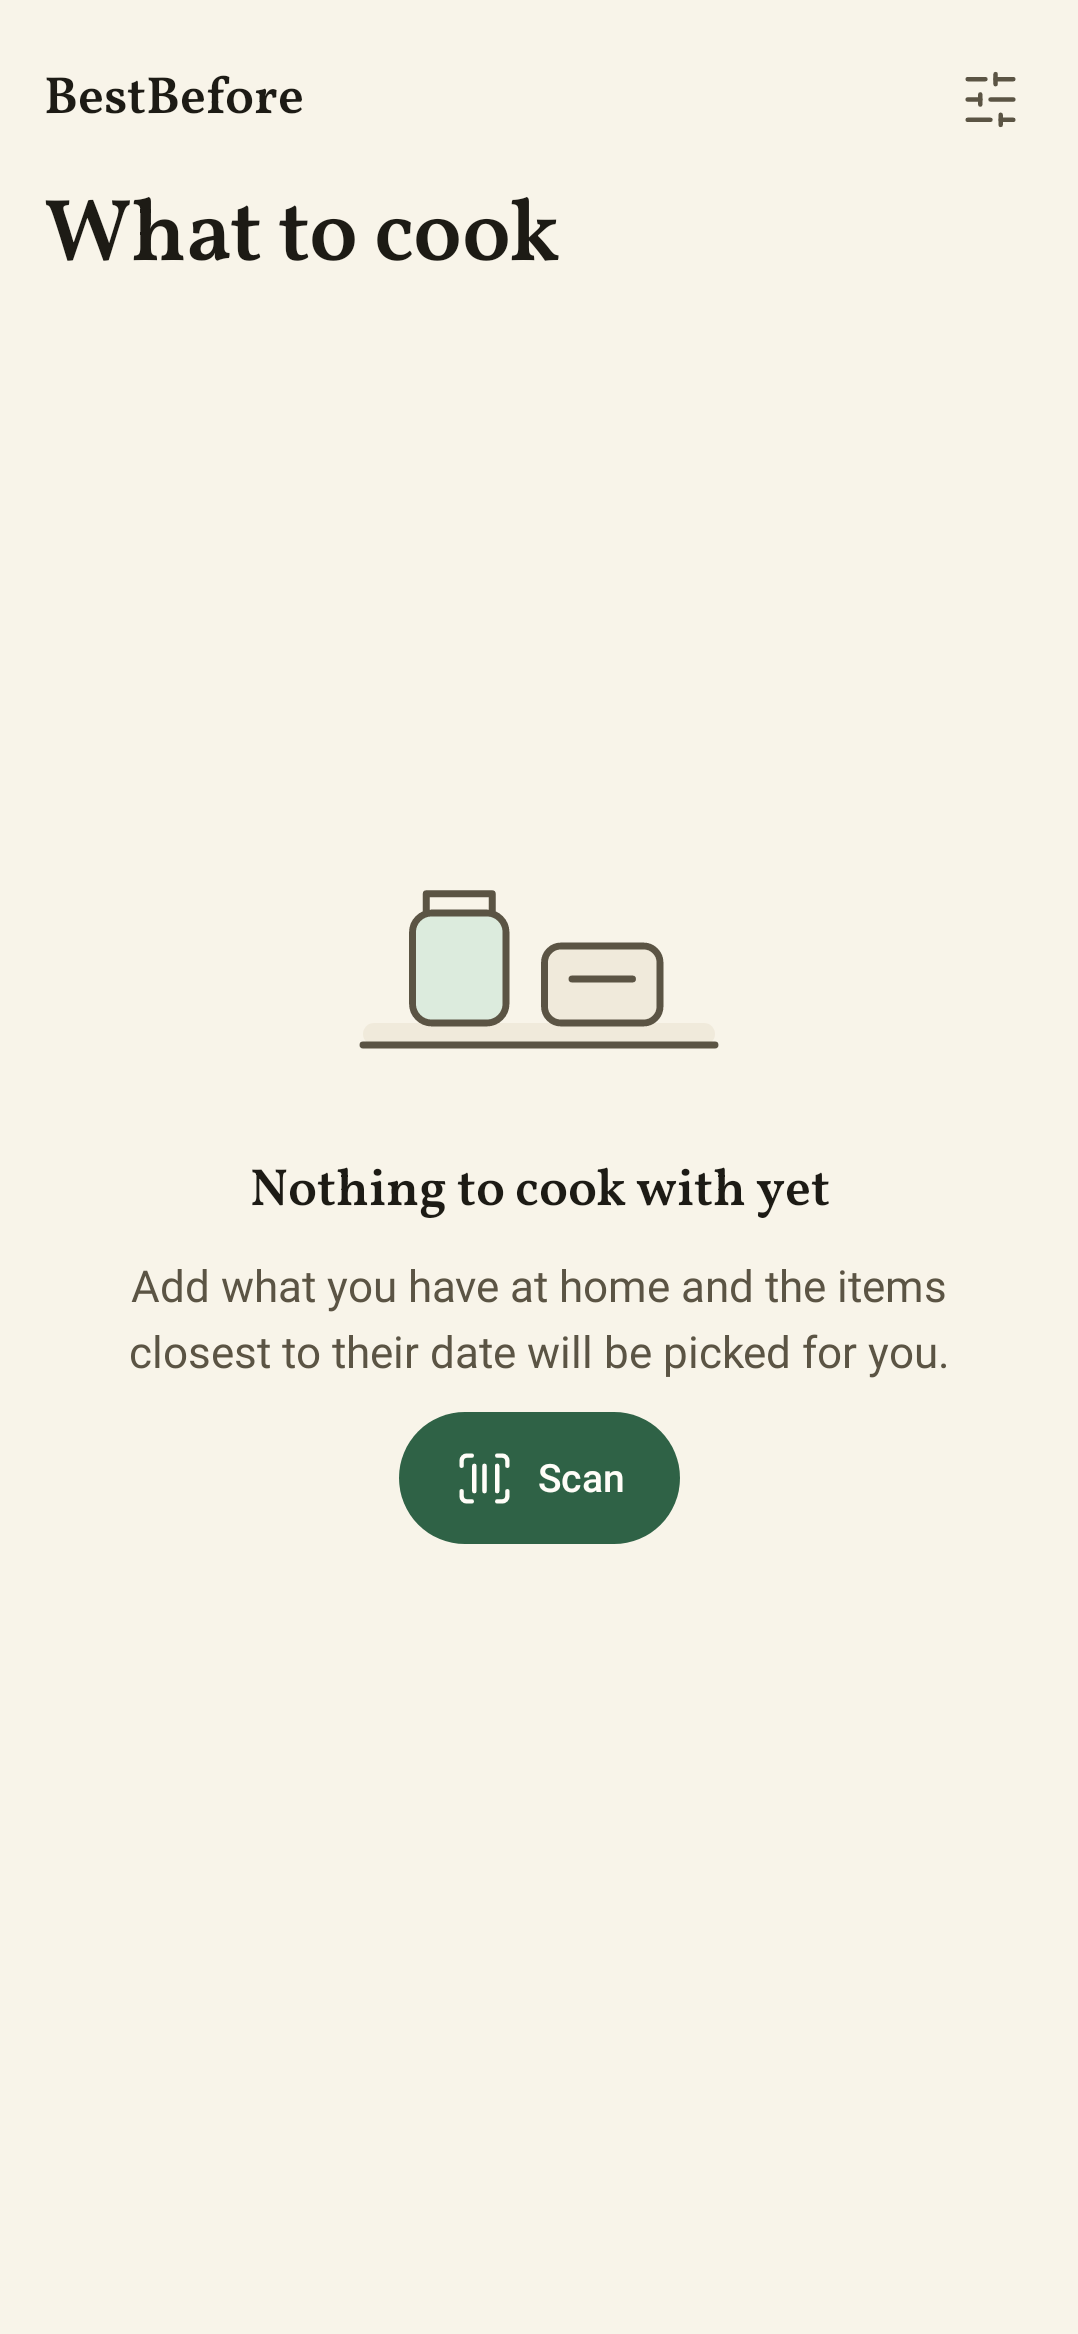 BestBefore
What to cook
Nothing to cook with yet
Add what you have at home and the items
closest to their date will be picked for you.
Scan